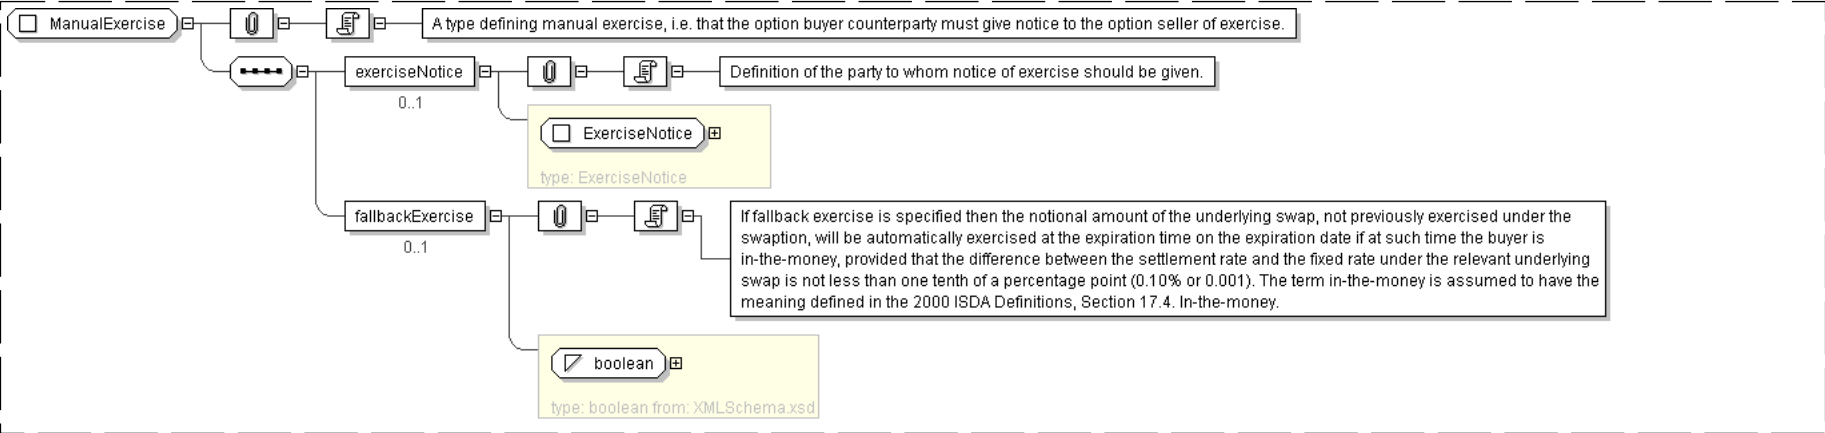 ManualExercise
A type defining manual exercise, i.e. that the option buyer counterparty must give notice to the option seller of exercise.
exerciseNotice
Definition of the party to whom notice of exercise should be given.
0..1
ExerciseNotice
type: ExerciseNotice
fallbackExercise
0..1
If fallback exercise is specified then the notional amount of the underlying swap, not previously exercised under the
swaption, will be automatically exercised at the expiration time on the expiration date if at such time the buyer is
in-the-money, provided that the difference between the settlement rate and the fixed rate under the relevant underlying
swap is not less than one tenth of a percentage point (0.10% or 0.001). The term in-the-money is assumed to have the
meaning defined in the 2000 ISDA Definitions, Section 17.4. In-the-money.
boolean
type: boolean from: XMLSchema.xsd